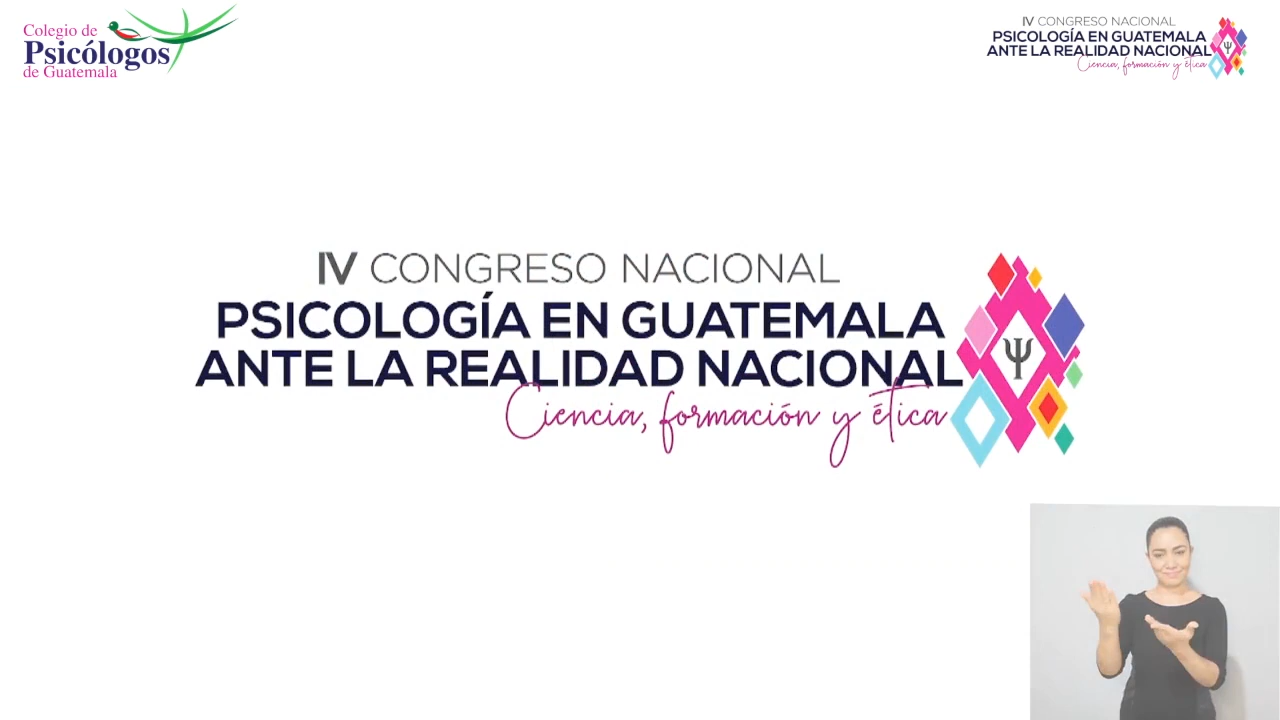 Colegio de
Psicólogos
de Guatemala
IV CONGRESO NACIONAL
PSICOLOGÍA EN GUATEMALA
ANTE LA REALIDAD NACIONAL
Ciencia, formación y ética
Ψ
IV CONGRESO NACIONAL
PSICOLOGÍA EN GUATEMALA
ANTE LA REALIDAD NACIONAL
Ciencia, formación y ética
Ψ